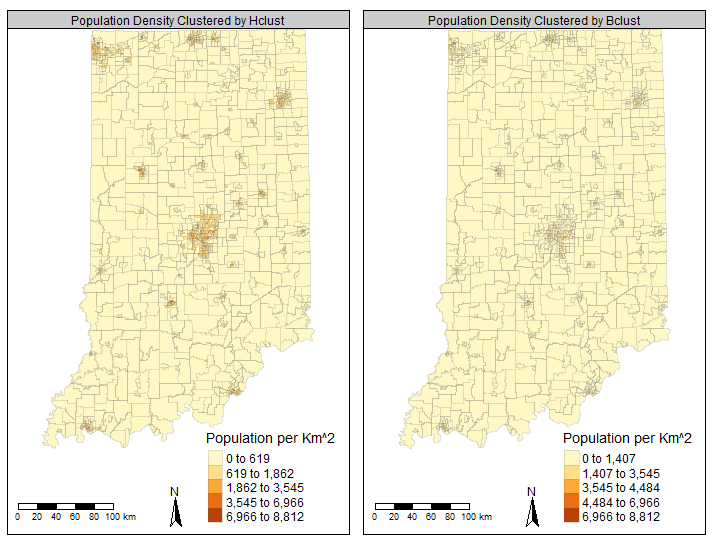 Population Density Clustered by Hclust
Population per Km^2
0 to 619
619 to 1,862
1,862 to 3,545
3,545 to 6,966
6,966 to 8,812
N
0 20 40 60 80 100 km
Population Density Clustered by Bclust
Population per Km^2
0 to 1,407
1,407 to 3,545
3,545 to 4,484
4,484 to 6,966
6,966 to 8,812
N
0 20 40 60 80 100 km